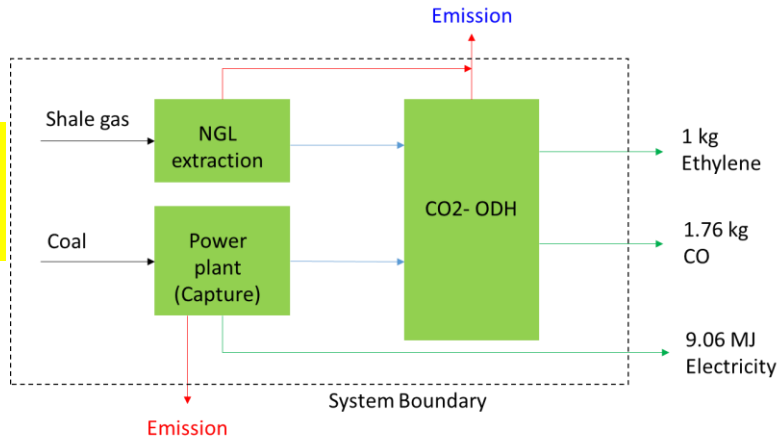 Emission
Shale gas
NGL
extraction
1 kg
Ethylene
CO2- ODH
Coal
Power
plant
(Capture)
1.76 kg
CO
9.06 MJ
Electricity
System Boundary
Emission